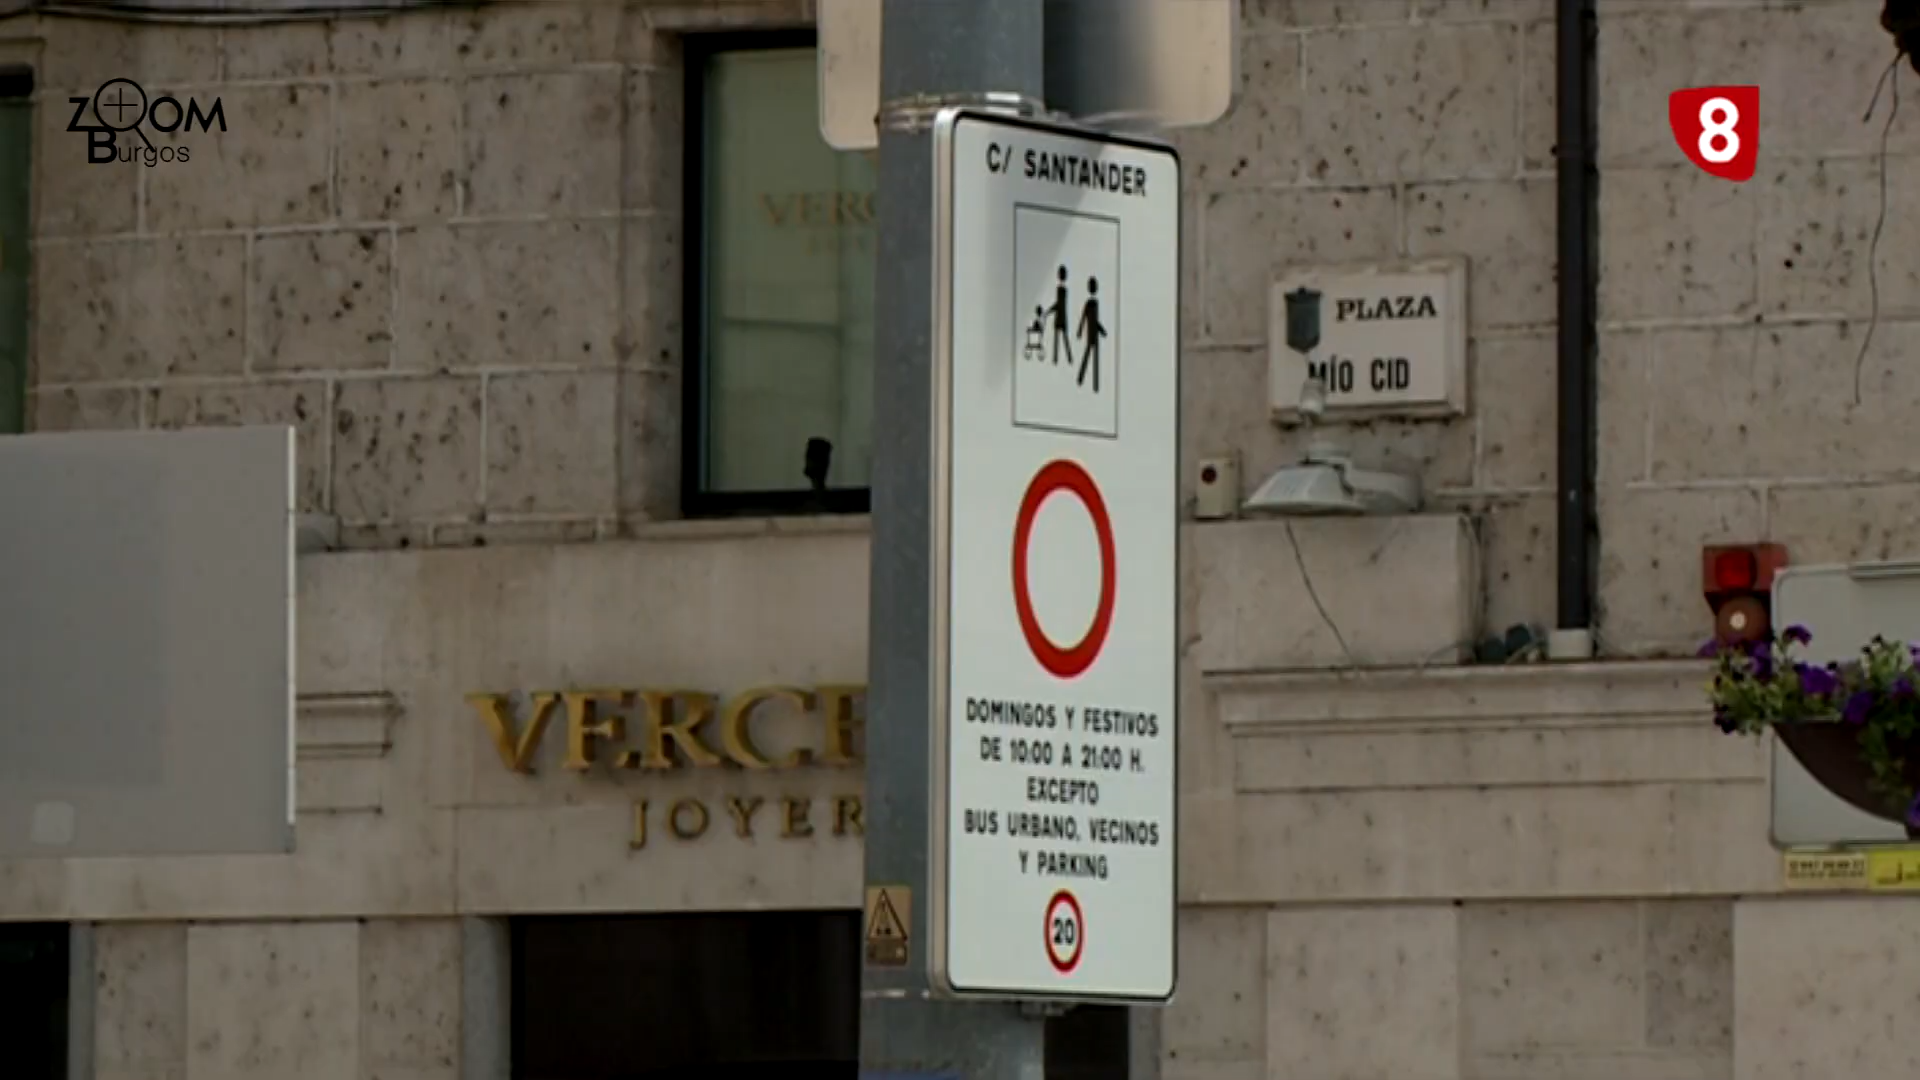 ZOOM
Burgos
8
C/ SANTANDER
PLAZA
MÍO CID
DOMINGOS Y FESTIVOS
DE 10:00 A 21:00 H.
EXCEPTO
BUS URBANO, VECINOS
Y PARKING
20
JOYER